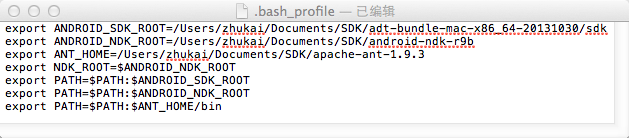 .bash_profile — 已编辑
export ANDROID_SDK_ROOT=/Users/zhukai/Documents/SDK/adt-bundle-mac-x86_64-20131030/sdk
export ANDROID_NDK_ROOT=/Users/zhukai/Documents/SDK/android-ndk-r9b
export ANT_HOME=/Users/zhukai/Documents/SDK/apache-ant-1.9.3
export NDK_ROOT=$ANDROID_NDK_ROOT
export PATH=$PATH:$ANDROID_SDK_ROOT
export PATH=$PATH:$ANDROID_NDK_ROOT
export PATH=$PATH:$ANT_HOME/bin